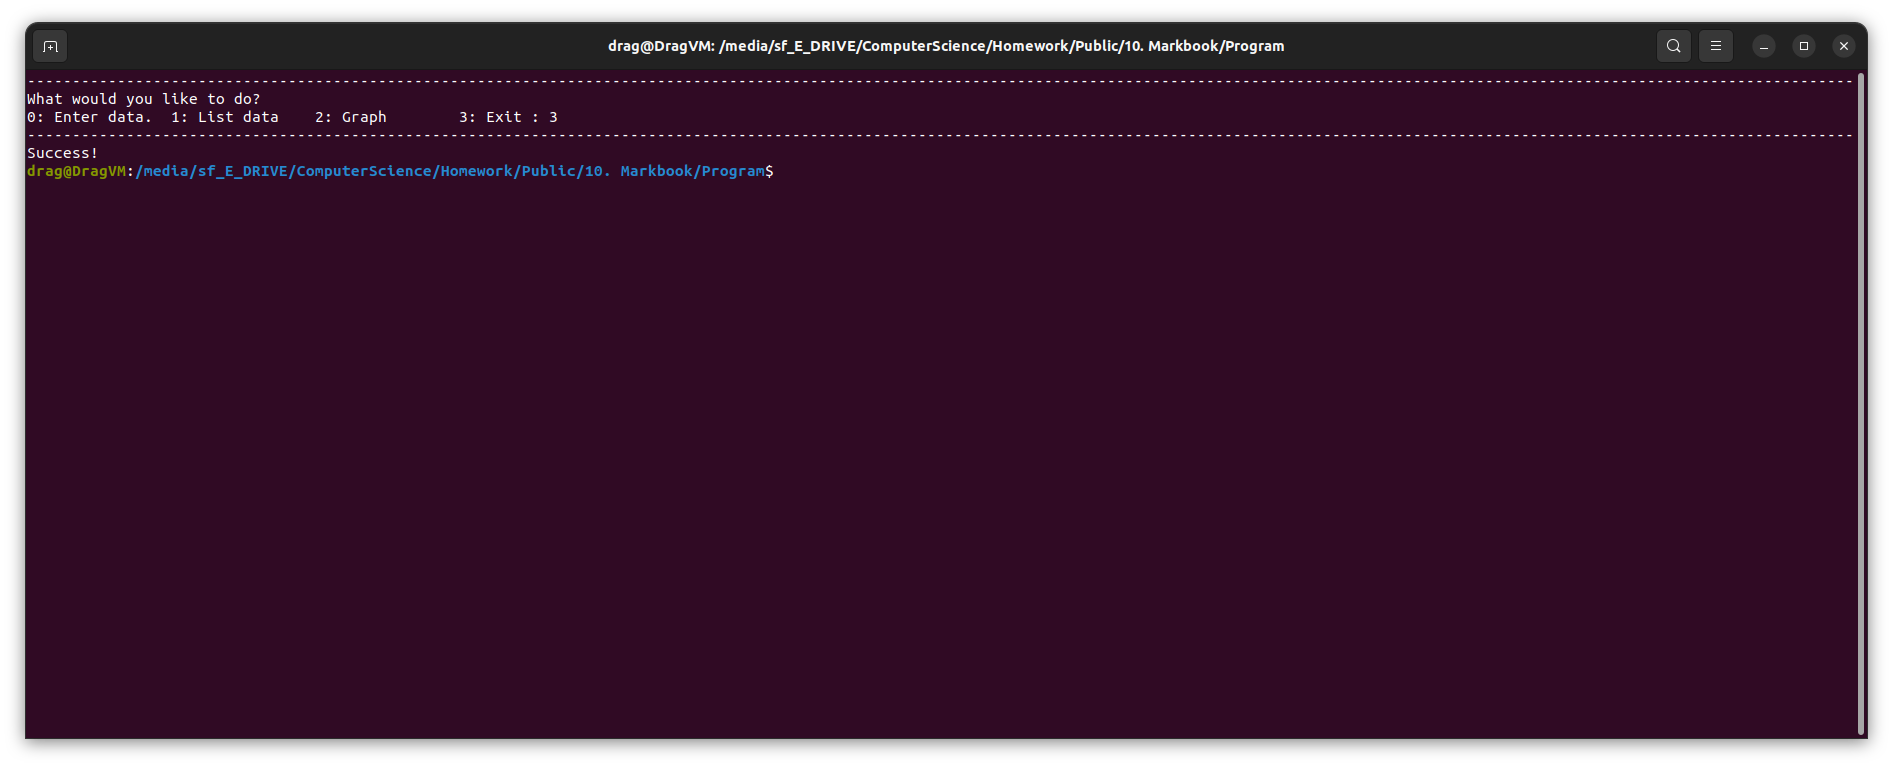 drag@DragVM: /media/sf_E_DRIVE/ComputerScience/Homework/Public/10. Markbook/Program
--------------------------------------------------------------------------------------------------------------------------------------------------------------------------------------------------------------
What would you like to do?
0: Enter data.  1: List data    2: Graph        3: Exit : 3
--------------------------------------------------------------------------------------------------------------------------------------------------------------------------------------------------------------
Success!
drag@DragVM:/media/sf_E_DRIVE/ComputerScience/Homework/Public/10. Markbook/Program$